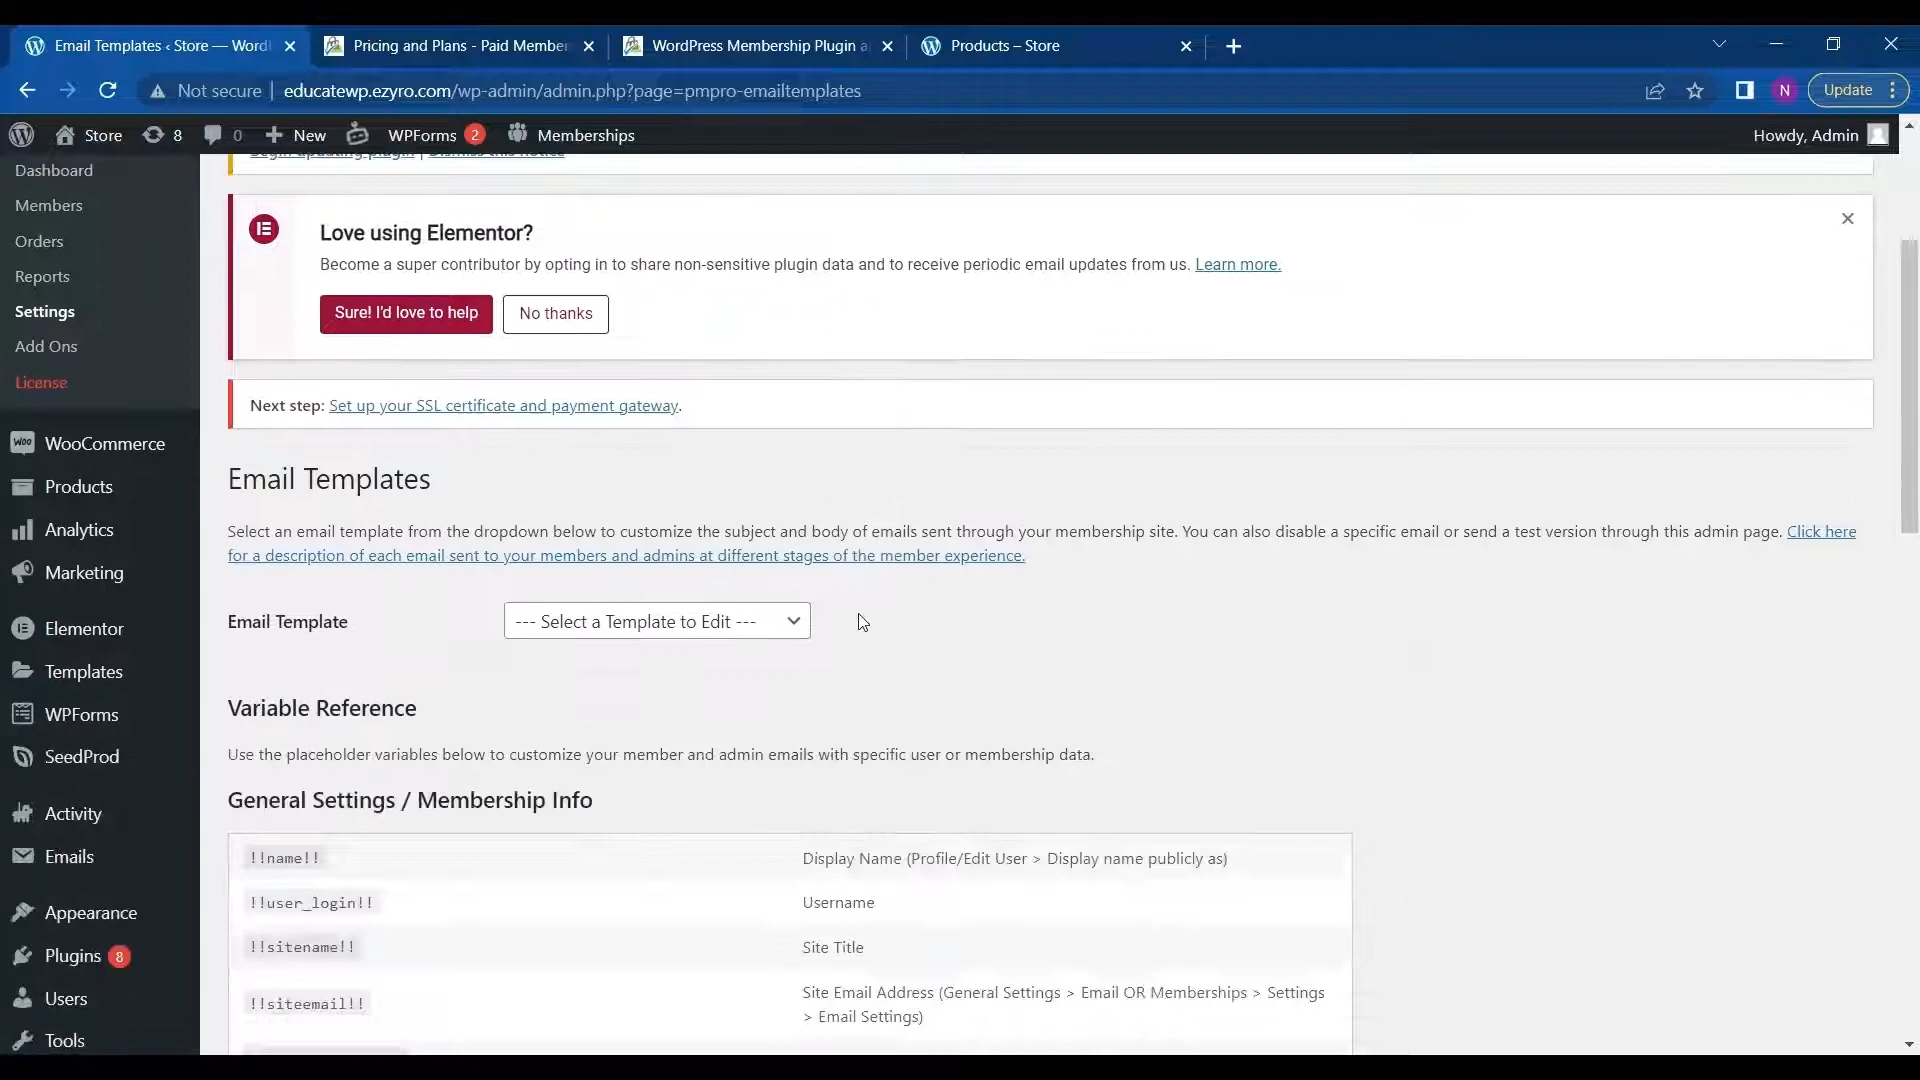 Email Templates ‹ Store — Word
Pricing and Plans - Paid Member
WordPress Membership Plugin a
Products – Store
Not secure
educatewp.ezyro.com/wp-admin/admin.php?page=pmpro-emailtemplates
N
Update
Store
8
0
New
WPForms 2
Memberships
Howdy, Admin
Dashboard
Members
Orders
Reports
Settings
Add Ons
License
WooCommerce
Products
Analytics
Marketing
Elementor
Templates
WPForms
SeedProd
Activity
Emails
Appearance
Plugins 8
Users
Tools
Begin updating plugin | Dismiss this notice
Love using Elementor?
Become a super contributor by opting in to share non-sensitive plugin data and to receive periodic email updates from us. Learn more.
Sure! I'd love to help
No thanks
Next step: Set up your SSL certificate and payment gateway.
Email Templates
Select an email template from the dropdown below to customize the subject and body of emails sent through your membership site. You can also disable a specific email or send a test version through this admin page. Click here
for a description of each email sent to your members and admins at different stages of the member experience.
Email Template
--- Select a Template to Edit ---
Variable Reference
Use the placeholder variables below to customize your member and admin emails with specific user or membership data.
General Settings / Membership Info
!!name!!
Display Name (Profile/Edit User > Display name publicly as)
!!user_login!!
Username
!!sitename!!
Site Title
!!siteemail!!
Site Email Address (General Settings > Email OR Memberships > Settings
> Email Settings)